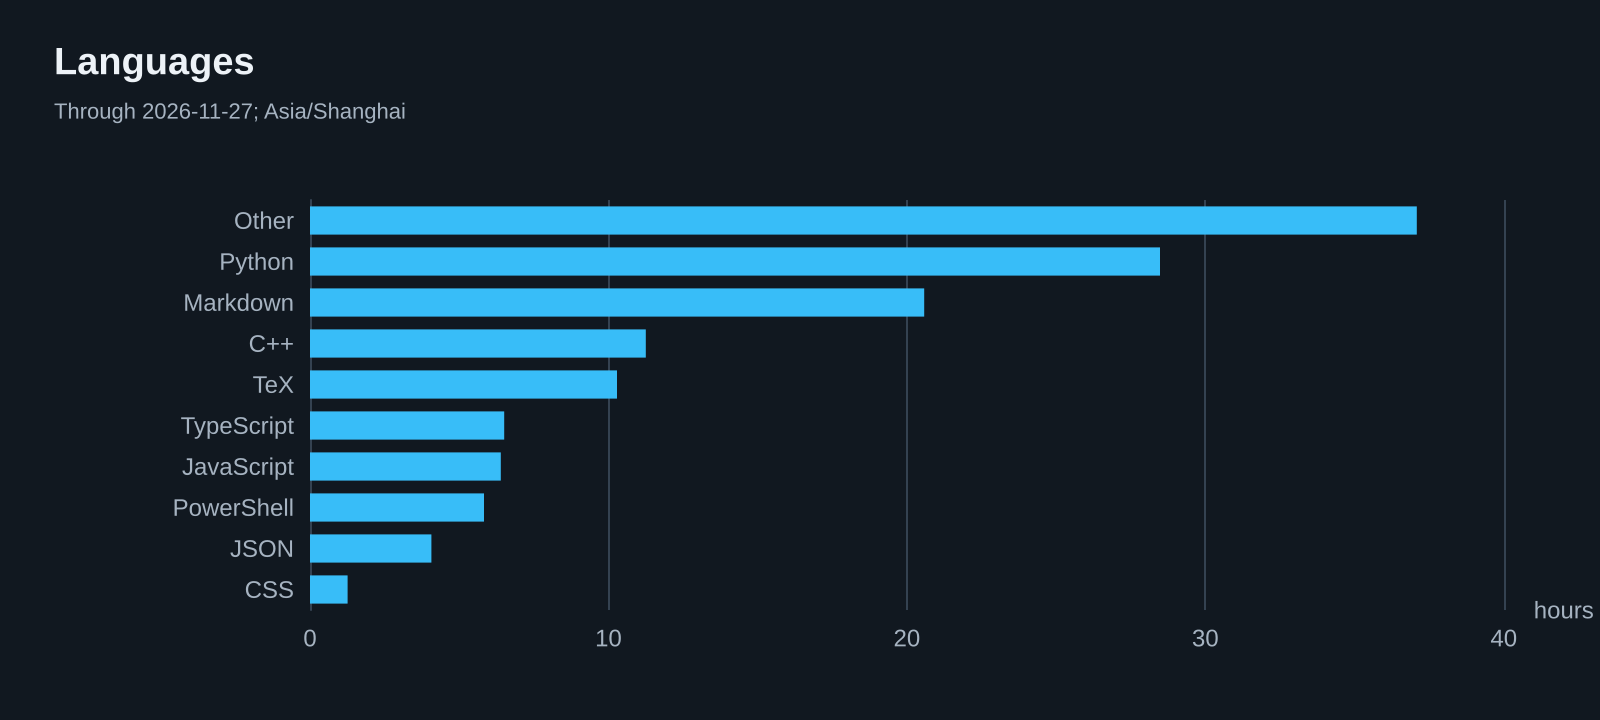 Languages
Through 2026-11-27; Asia/Shanghai
Other
Python
Markdown
C++
TeX
TypeScript
JavaScript
PowerShell
JSON
CSS
hours
0 10 20 30 40